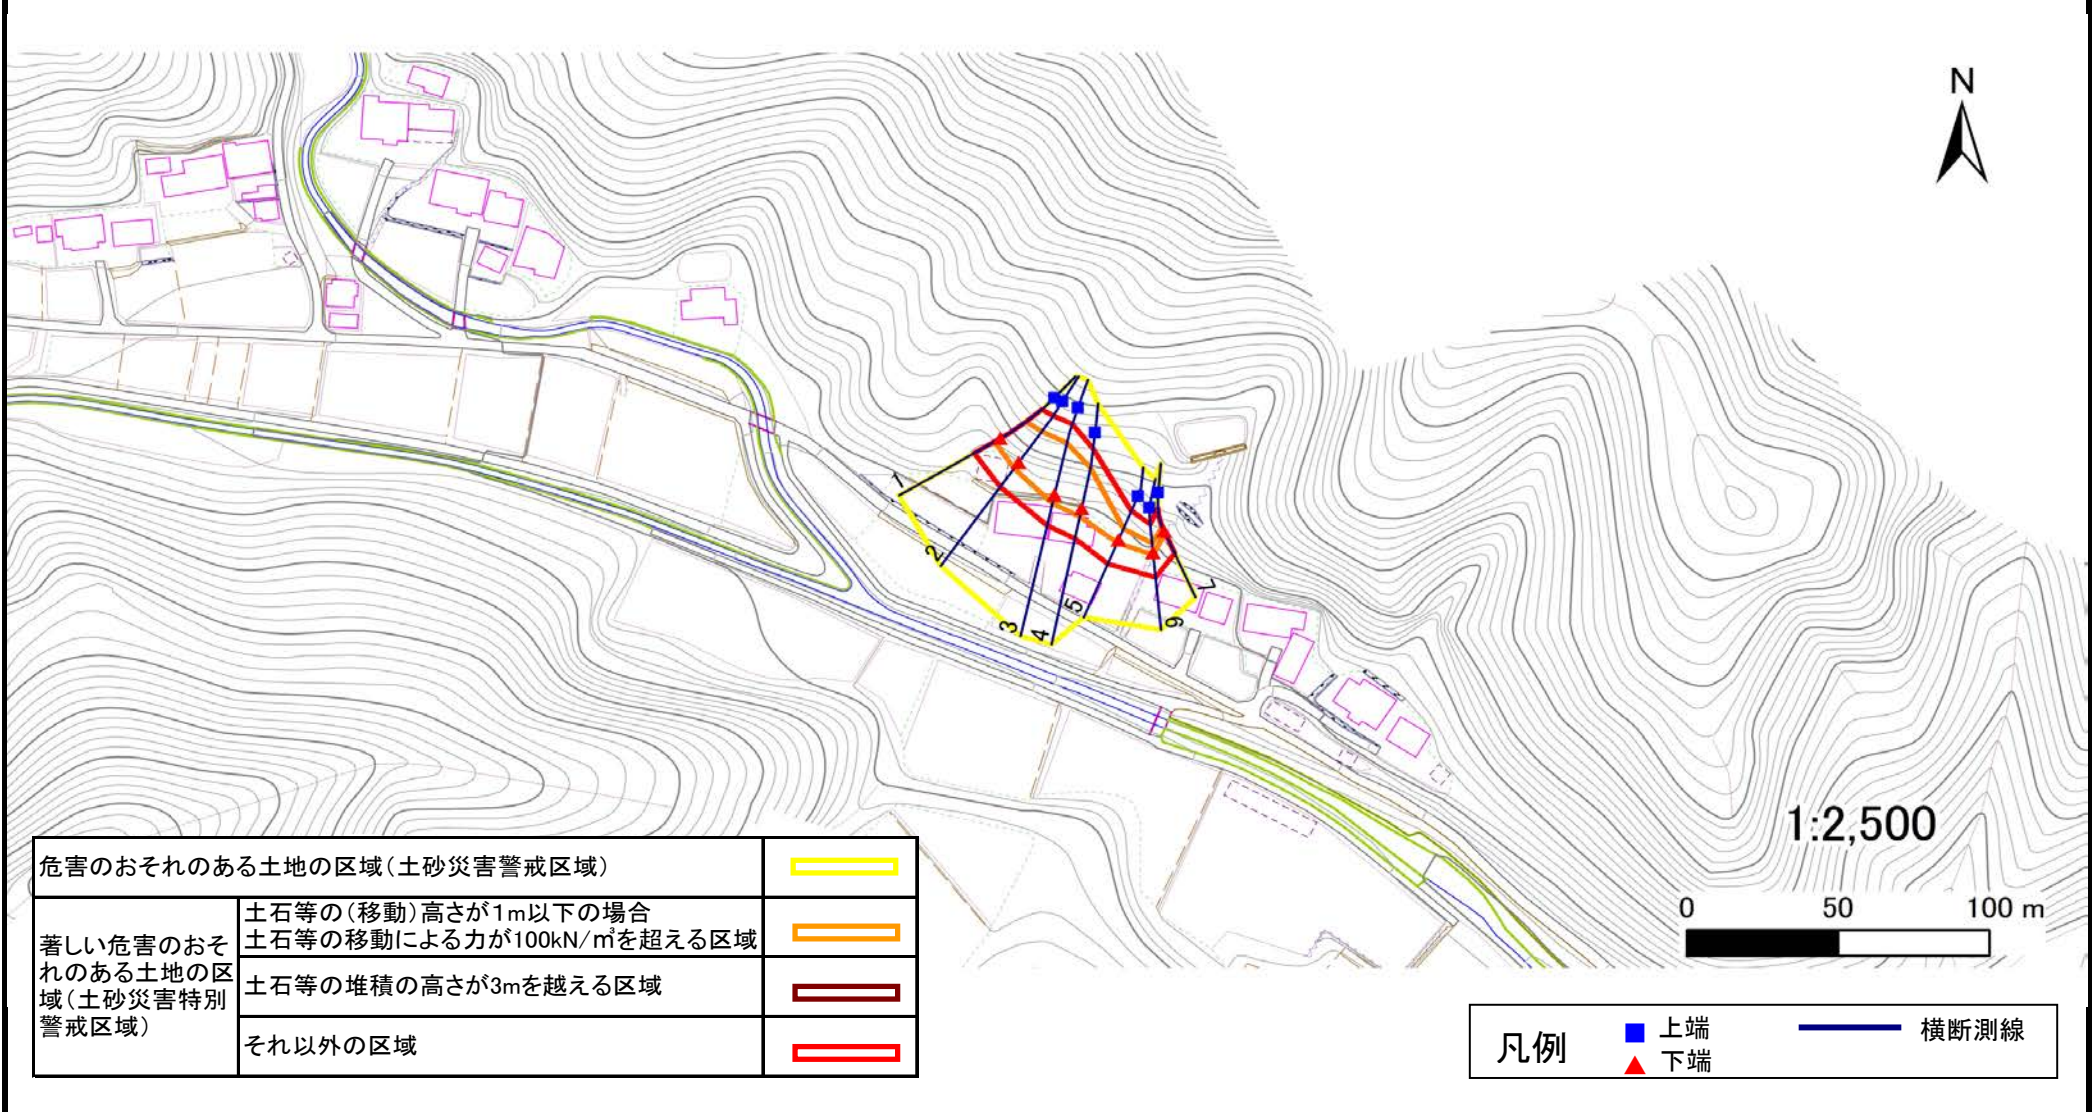 N
1
2
3
4
5
6
7
1:2,500
0 50 100 m
危害のおそれのある土地の区域(土砂災害警戒区域)
著しい危害のおそ
れのある土地の区
域(土砂災害特別
警戒区域)
土石等の(移動)高さが1m以下の場合
土石等の移動による力が100kN/㎡を超える区域
土石等の堆積の高さが3mを越える区域
それ以外の区域
凡例
上端
下端
横断測線